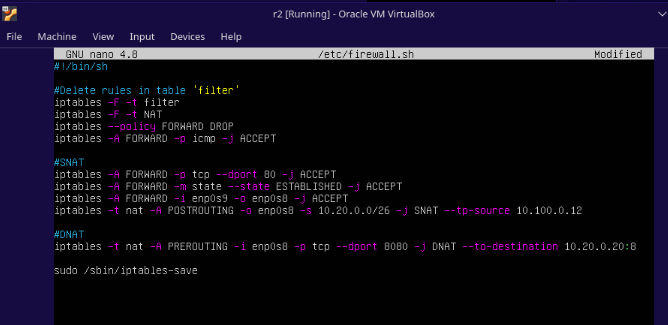 r2 [Running] - Oracle VM VirtualBox
File Machine View Input Devices Help
GNU nano 4.8 /etc/firewall.sh Modified
#!/bin/sh
#Delete rules in table 'filter'
iptables -F -t filter
iptables -F -t NAT
iptables --policy FORWARD DROP
iptables -A FORWARD -p icmp -j ACCEPT
#SNAT
iptables -A FORWARD -p tcp --dport 80 -j ACCEPT
iptables -A FORWARD -m state --state ESTABLISHED -j ACCEPT
iptables -A FORWARD -i enp0s9 -o enp0s8 -j ACCEPT
iptables -t nat -A POSTROUTING -o enp0s8 -s 10.20.0.0/26 -j SNAT --tp-source 10.100.0.12
#DNAT
iptables -t nat -A PREROUTING -i enp0s8 -p tcp --dport 8080 -j DNAT --to-destination 10.20.0.20:8
sudo /sbin/iptables-save